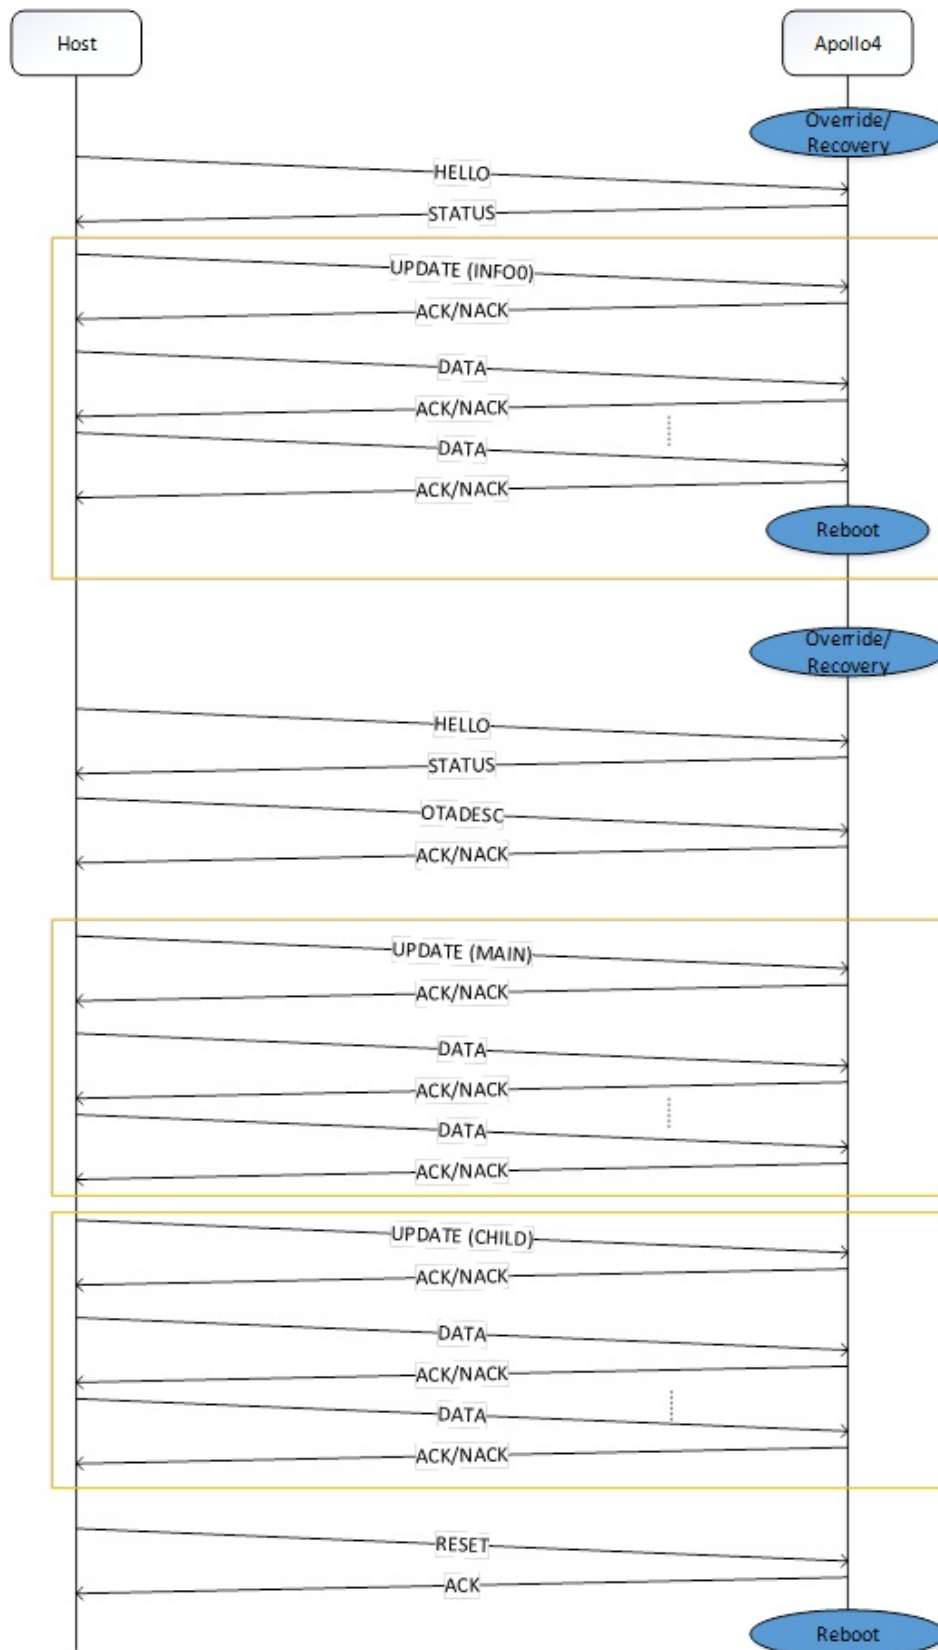 Host
Apollo4
Override/
Recovery
HELLO
STATUS
UPDATE (INFO0)
ACK/NACK
DATA
ACK/NACK
DATA
ACK/NACK
Reboot
Override/
Recovery
HELLO
STATUS
OTADESC
ACK/NACK
UPDATE (MAIN)
ACK/NACK
DATA
ACK/NACK
DATA
ACK/NACK
UPDATE (CHILD)
ACK/NACK
DATA
ACK/NACK
DATA
ACK/NACK
RESET
ACK
Reboot